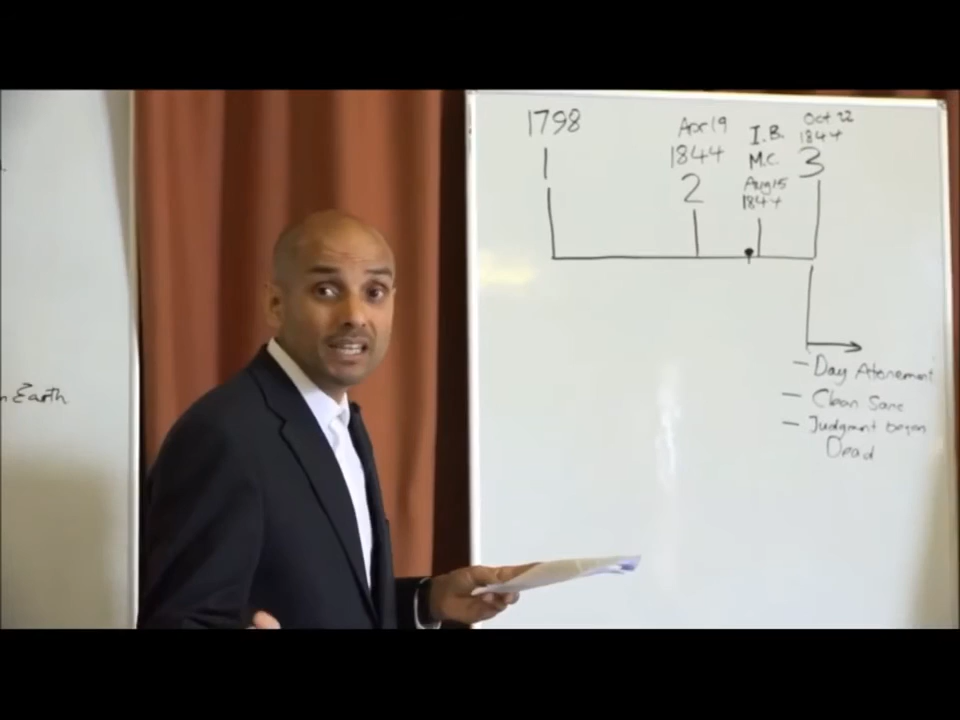 n Earth
1798
1
Apr 19
1844
2
I.B.
M.C.
Aug 15
1844
Oct 22
1844
3
- Day Atonement
- Clean Sanc
- Judgment began
Dead